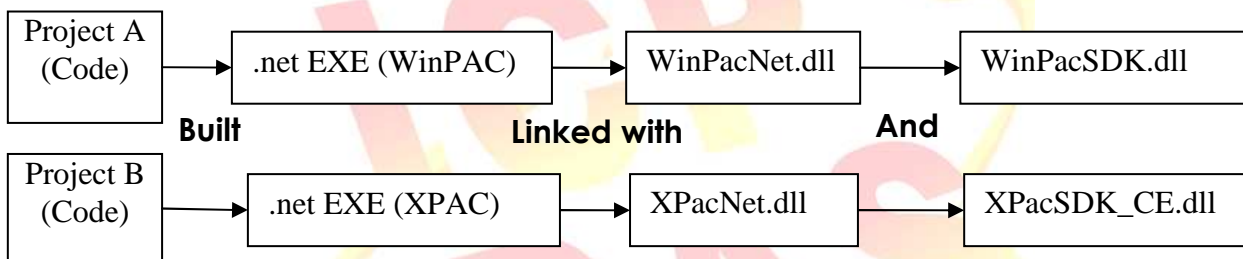 Project A
(Code)
.net EXE (WinPAC)
WinPacNet.dll
WinPacSDK.dll
Built
Linked with
And
Project B
(Code)
.net EXE (XPAC)
XPacNet.dll
XPacSDK_CE.dll